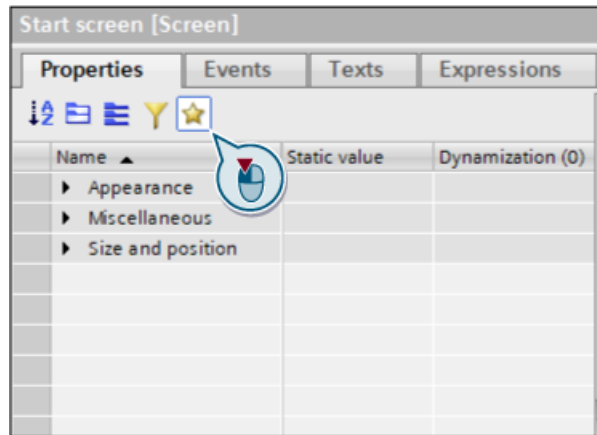 Start screen [Screen]
Properties Events Texts Expressions
Name Static value Dynamization (0)
Appearance
Miscellaneous
Size and position